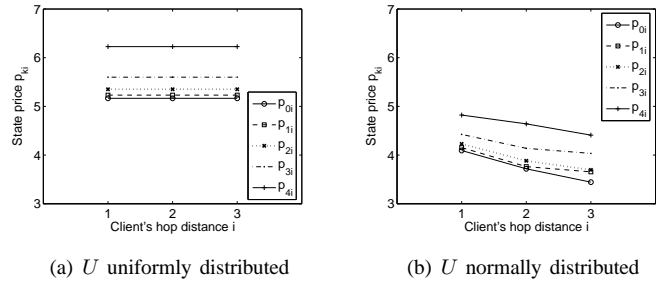 7
6
5
4
3
State price p_ki
1 2 3
Client's hop distance i
p_0i
p_1i
p_2i
p_3i
p_4i
(a) U uniformly distributed
7
6
5
4
3
State price p_ki
1 2 3
Client's hop distance i
p_0i
p_1i
p_2i
p_3i
p_4i
(b) U normally distributed